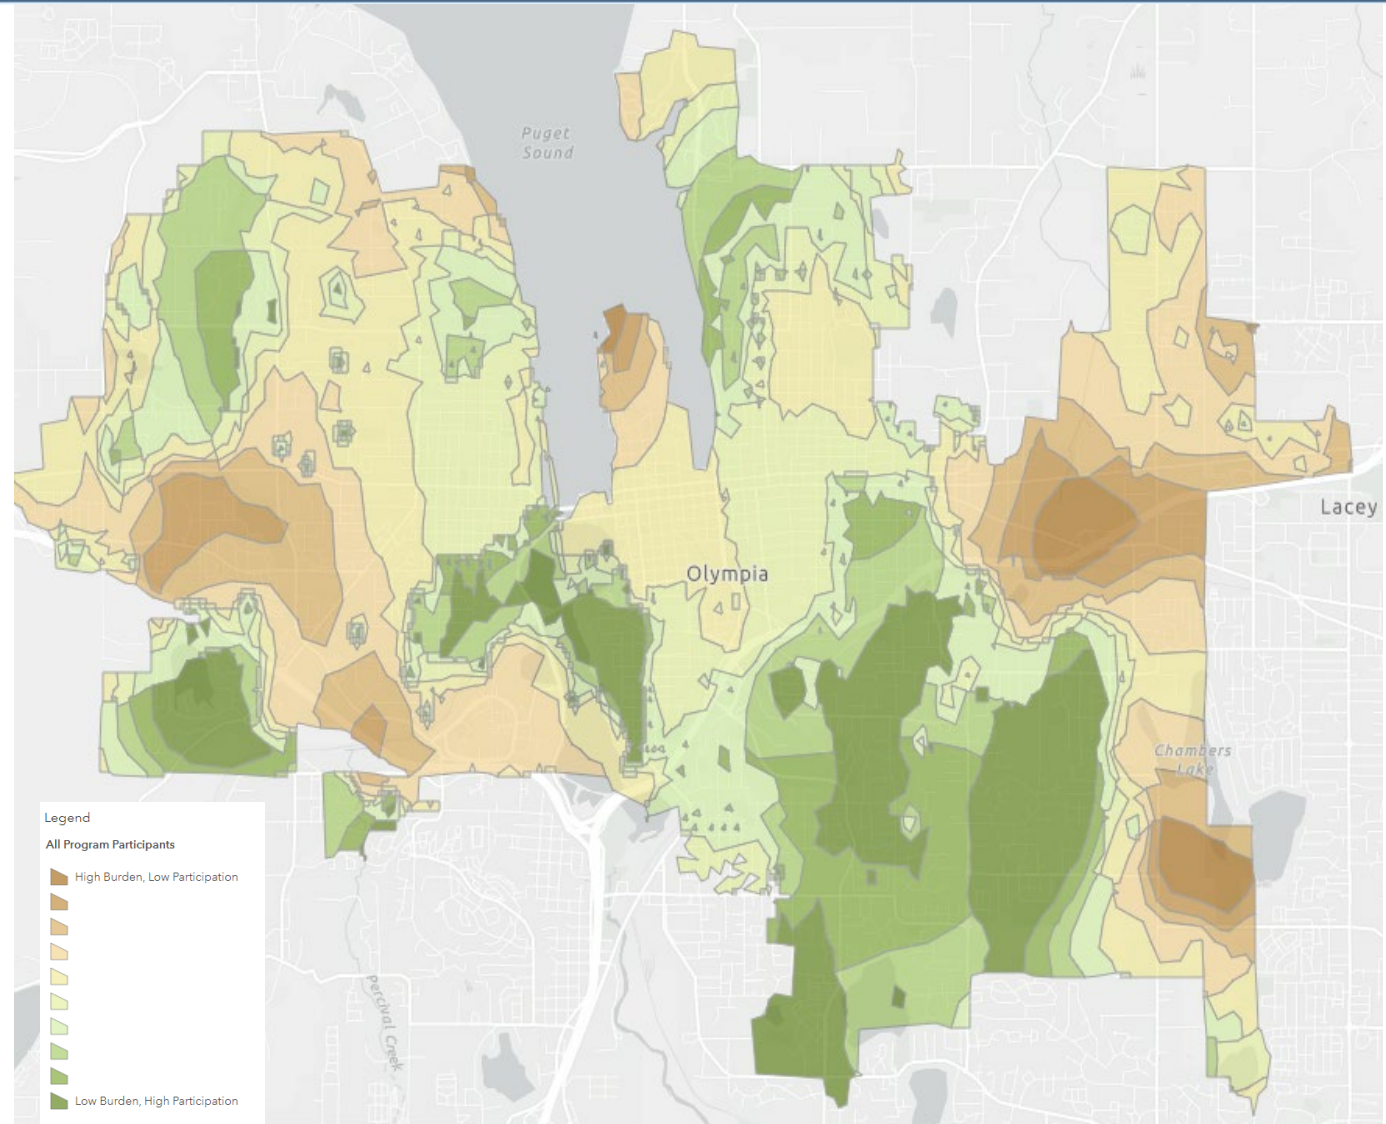 Puget
Sound
Lacey
Olympia
Chambers
Lake
Percival Creek
Legend
All Program Participants
High Burden, Low Participation
Low Burden, High Participation